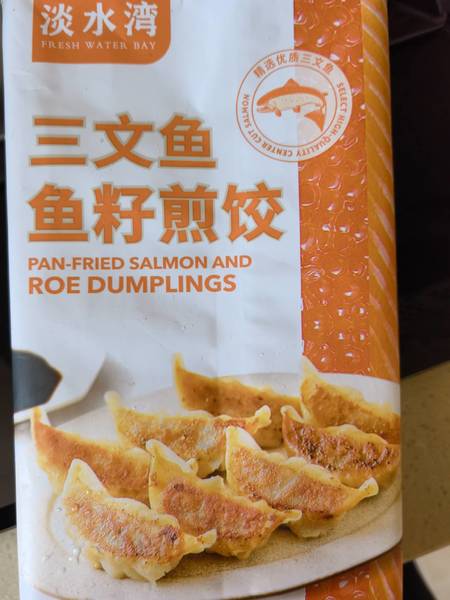 淡水湾
FRESH WATER BAY
精选优质三文鱼
SELECT HIGH-QUALITY CENTER CUT SALMON
三文鱼
鱼籽煎饺
PAN-FRIED SALMON AND
ROE DUMPLINGS